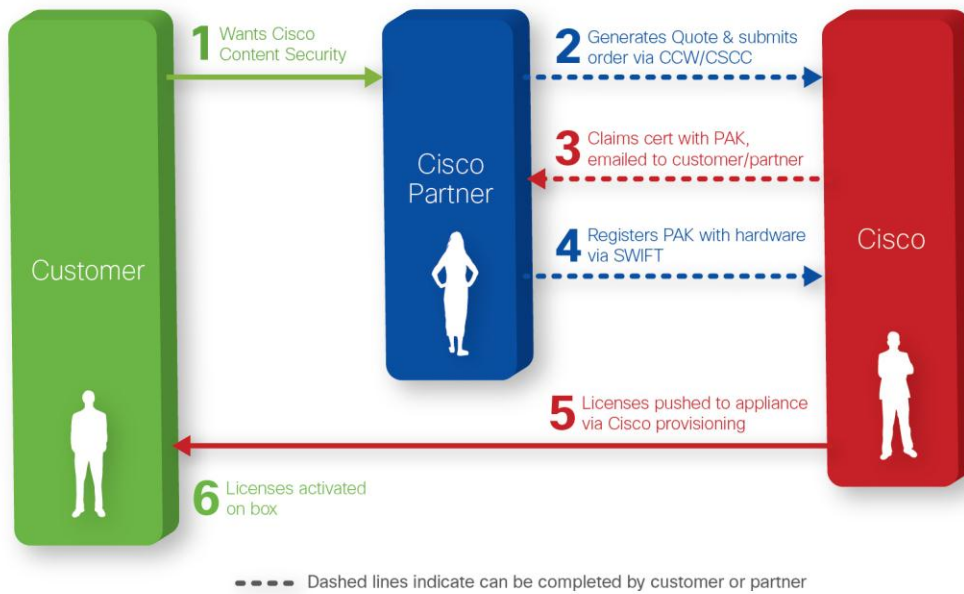 1 Wants Cisco
Content Security
2 Generates Quote & submits
order via CCW/CSCC
3 Claims cert with PAK,
emailed to customer/partner
4 Registers PAK with hardware
via SWIFT
Customer
Cisco
Partner
Cisco
5 Licenses pushed to appliance
via Cisco provisioning
6 Licenses activated
on box
Dashed lines indicate can be completed by customer or partner